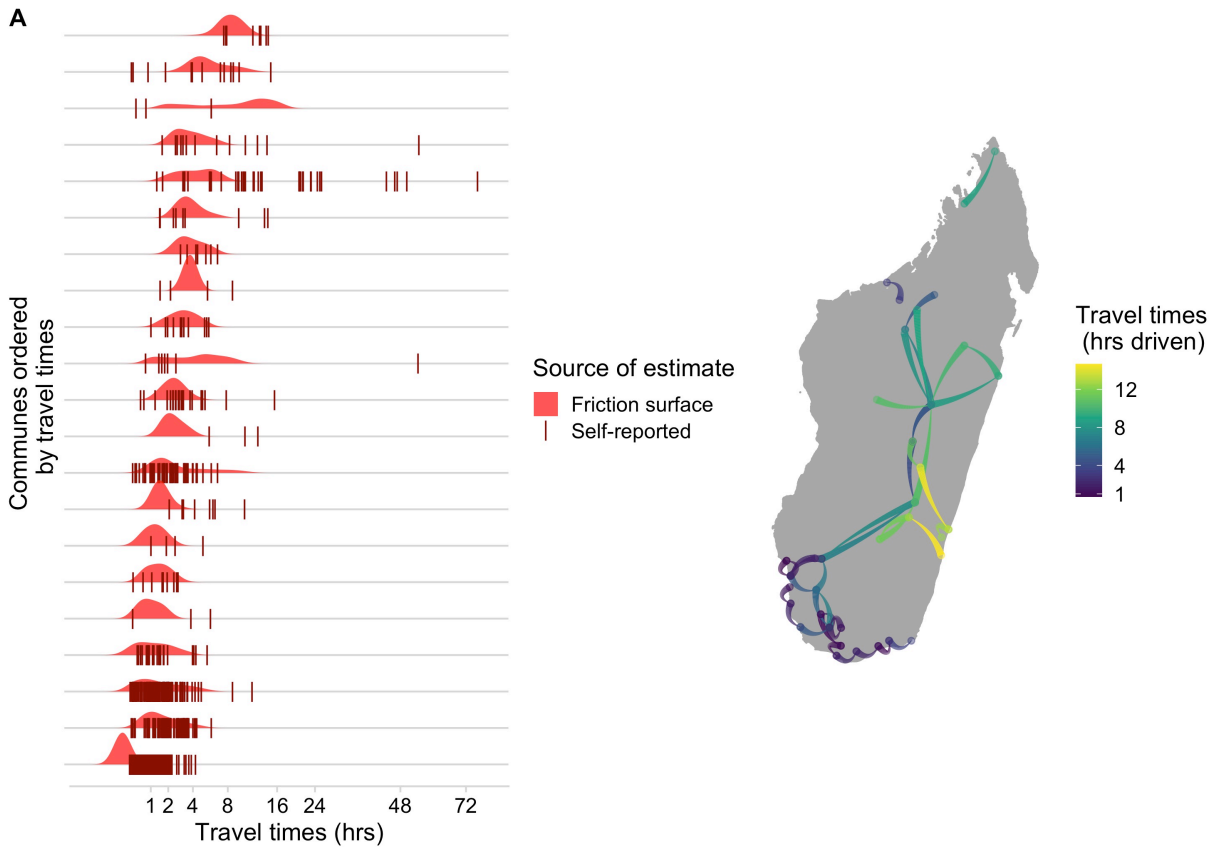 A
Communes ordered
by travel times
1 2 4 8 16 24 48 72
Travel times (hrs)
Source of estimate
Friction surface
Self-reported
Travel times
(hrs driven)
12
8
4
1